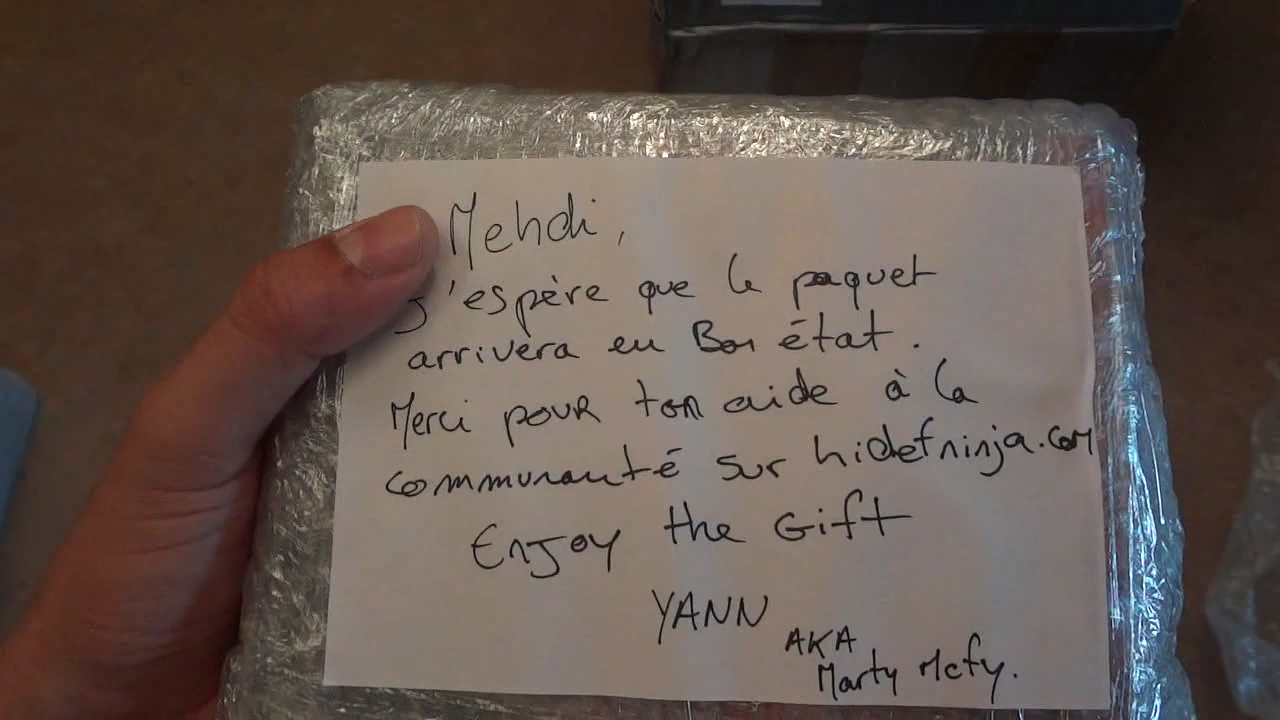 Mehdi,
J'espère que le paquet
arrivera en Bon état.
Merci pour ton aide à la
communauté sur hidefninja.com
Enjoy the Gift
YANN
AKA
Marty Mcfy.